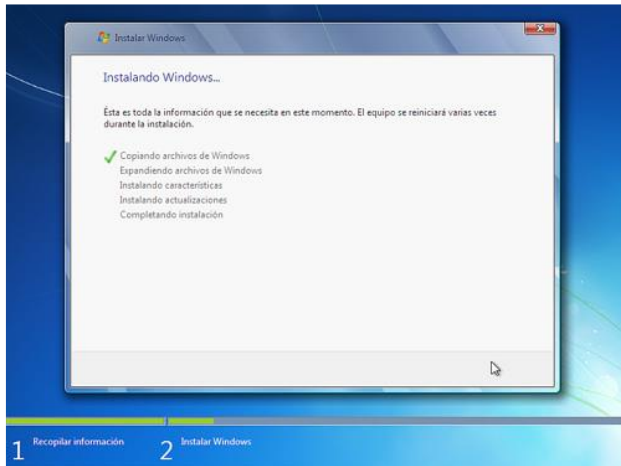 Instalar Windows
Instalando Windows...
Ésta es toda la información que se necesita en este momento. El equipo se reiniciará varias veces
durante la instalación.
Copiando archivos de Windows
Expandiendo archivos de Windows
Instalando características
Instalando actualizaciones
Completando instalación
1 Recopilar información
2 Instalar Windows